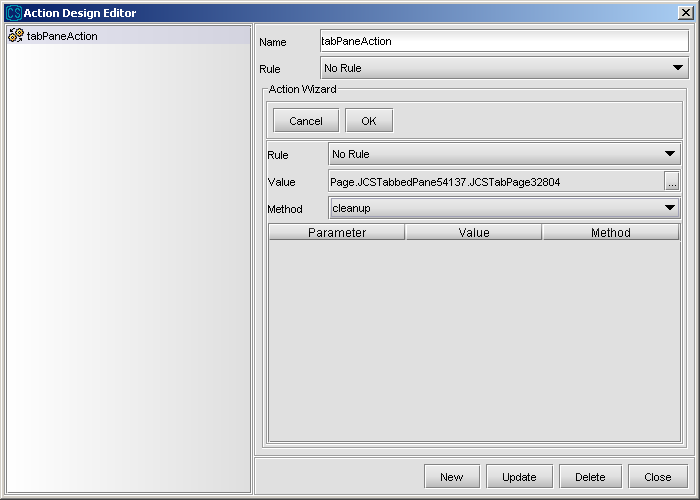 CS Action Design Editor
tabPaneAction
Name tabPaneAction
Rule No Rule
Action Wizard
Cancel OK
Rule No Rule
Value Page.JCSTabbedPane54137.JCSTabPage32804 ...
Method cleanup
Parameter Value Method
New Update Delete Close